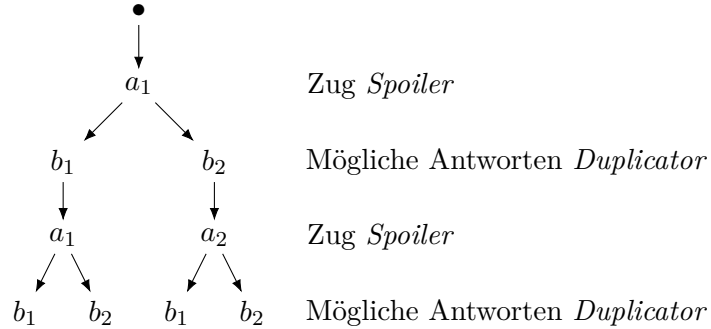 a₁ Zug Spoiler
b₁ b₂ Mögliche Antworten Duplicator
a₁ a₂ Zug Spoiler
b₁ b₂ b₁ b₂ Mögliche Antworten Duplicator